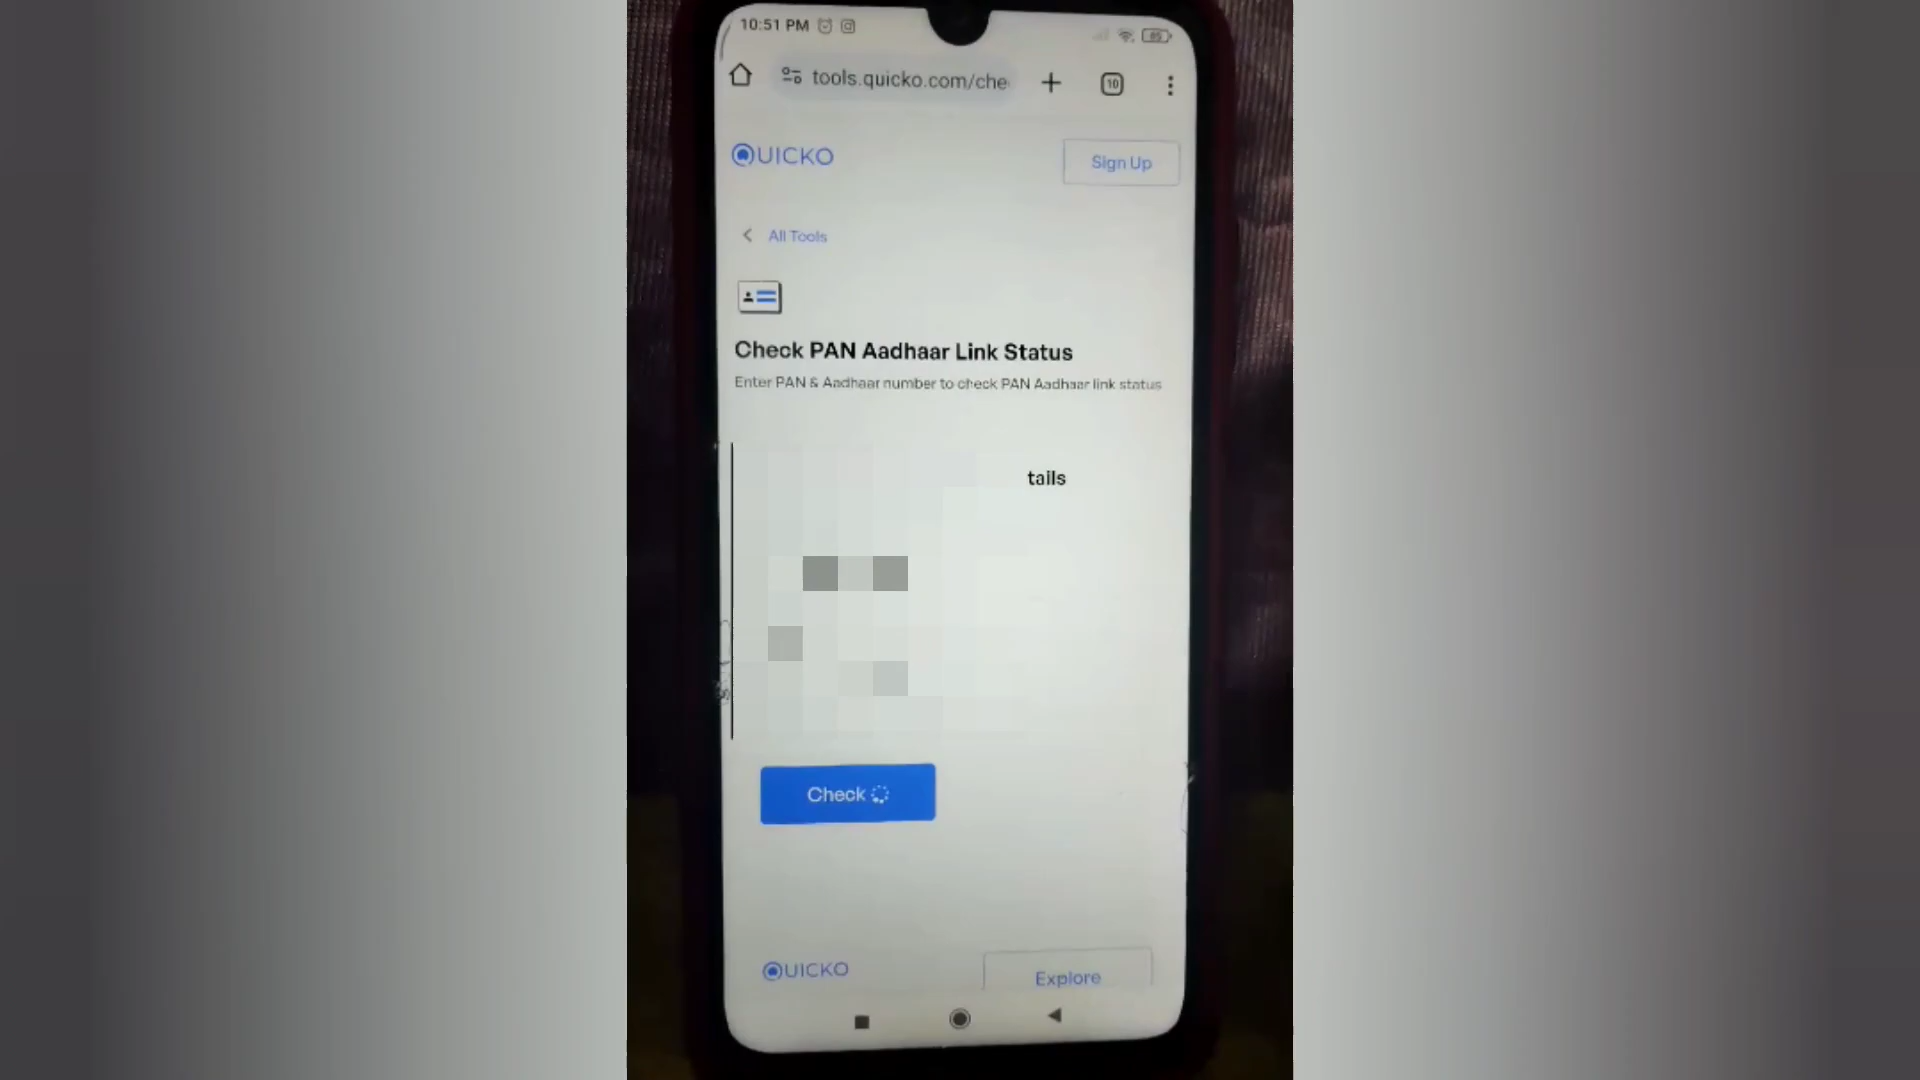 10:51 PM
85
tools.quicko.com/che
10
QUICKO
Sign Up
All Tools
Check PAN Aadhaar Link Status
Enter PAN & Aadhaar number to check PAN Aadhaar link status
tails
Check
QUICKO
Explore